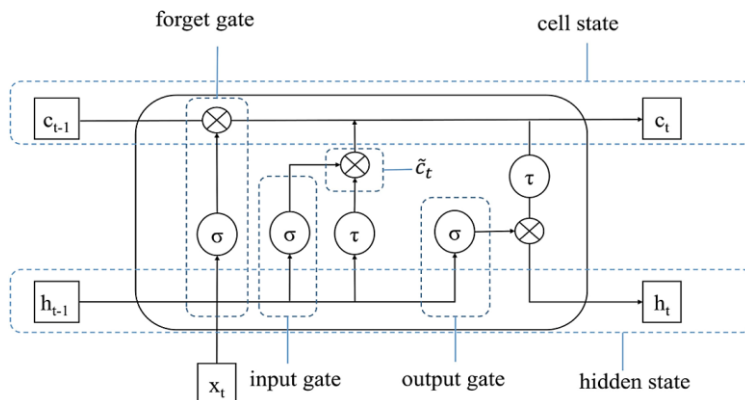 forget gate
cell state
c_{t-1}
c_t
τ
c̃_t
σ
σ
τ
σ
h_{t-1}
h_t
x_t
input gate
output gate
hidden state